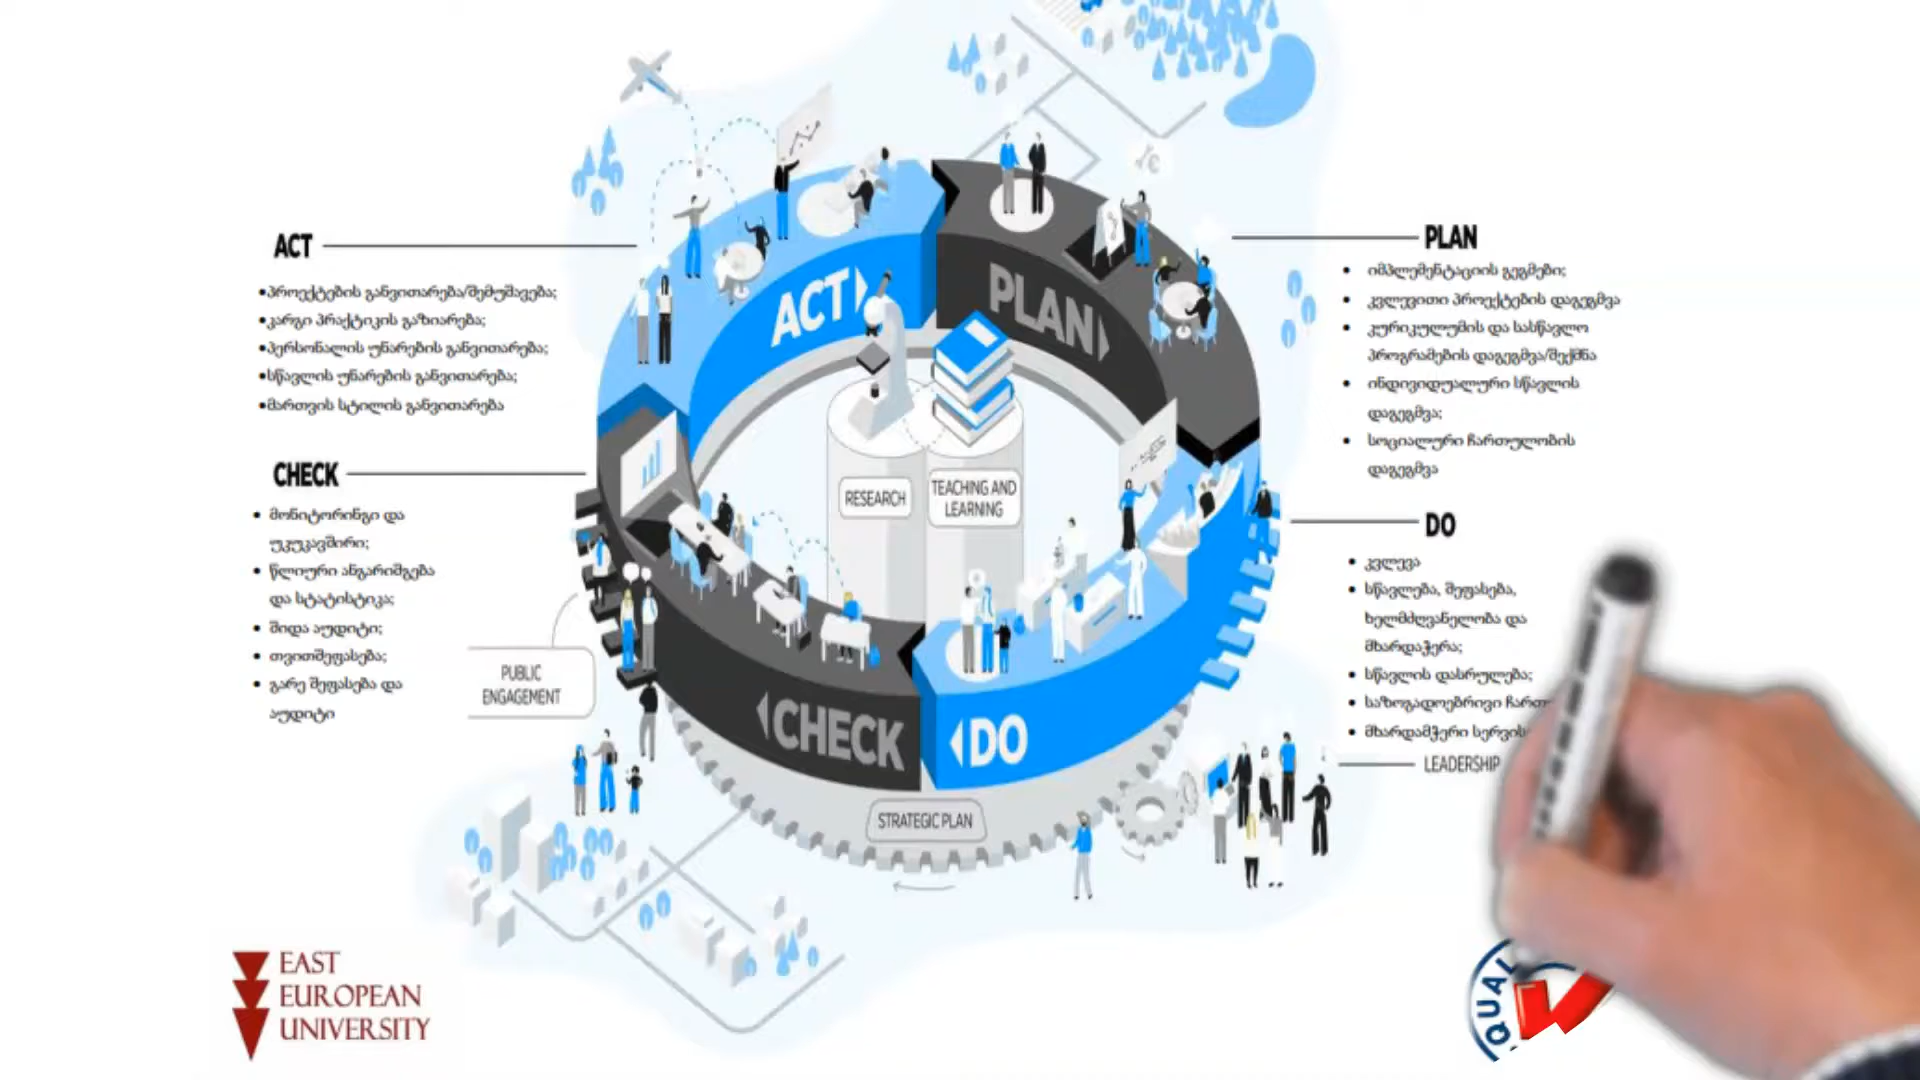 ACT
•პროექტების განვითარება/შემუშავება;
•კარგი პრაქტიკის გაზიარება;
•პერსონალის უნარების განვითარება;
•სწავლის უნარების განვითარება;
•მართვის სტილის განვითარება
CHECK
• მონიტორინგი და
უკუკავშირი;
• წლიური ანგარიშგება
და სტატისტიკა;
• შიდა აუდიტი;
• თვითშეფასება;
• გარე შეფასება და
აუდიტი
PUBLIC
ENGAGEMENT
ACT
PLAN
RESEARCH
TEACHING AND
LEARNING
CHECK
DO
STRATEGIC PLAN
PLAN
• იმპლემენტაციის გეგმები;
• კვლევითი პროექტების დაგეგმვა
• კურიკულუმის და სასწავლო
პროგრამების დაგეგმვა/შექმნა
• ინდივიდუალური სწავლის
დაგეგმვა;
• სოციალური ჩართულობის
დაგეგმვა
DO
• კვლევა
• სწავლება, შეფასება,
ხელმძღვანელობა და
მხარდაჭერა;
• სწავლის დასრულება;
• საზოგადოებრივი
• მხარდამჭერი
LEADERSHIP
EAST
EUROPEAN
UNIVERSITY
QUAL